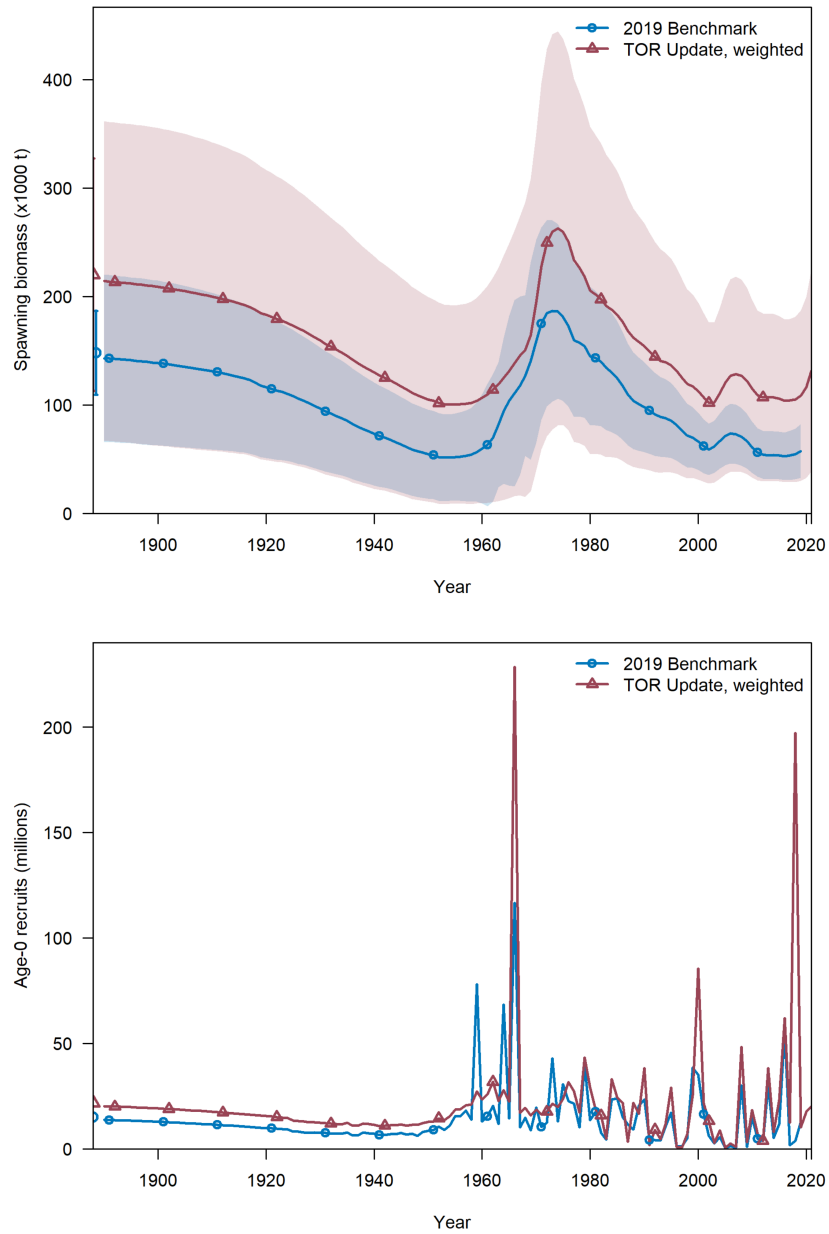 2019 Benchmark
TOR Update, weighted
Spawning biomass (x1000 t)
400
300
200
100
0
1900 1920 1940 1960 1980 2000 2020
Year
2019 Benchmark
TOR Update, weighted
Age-0 recruits (millions)
200
150
100
50
0
1900 1920 1940 1960 1980 2000 2020
Year